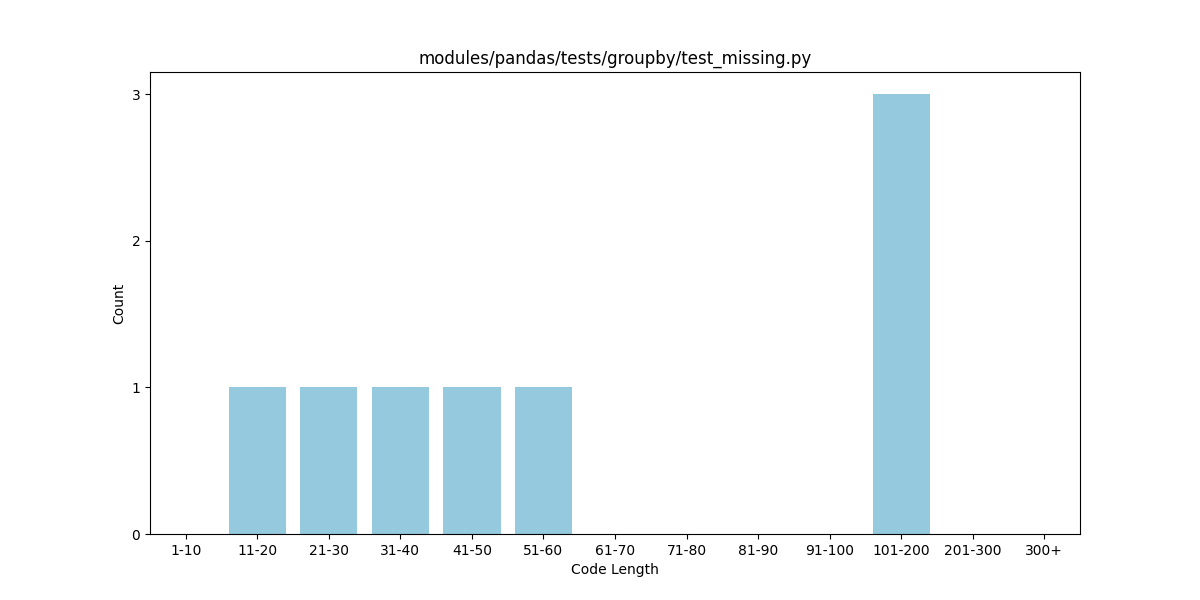 modules/pandas/tests/groupby/test_missing.py
3
2
1
0
Count
1-10 11-20 21-30 31-40 41-50 51-60 61-70 71-80 81-90 91-100 101-200 201-300 300+
Code Length